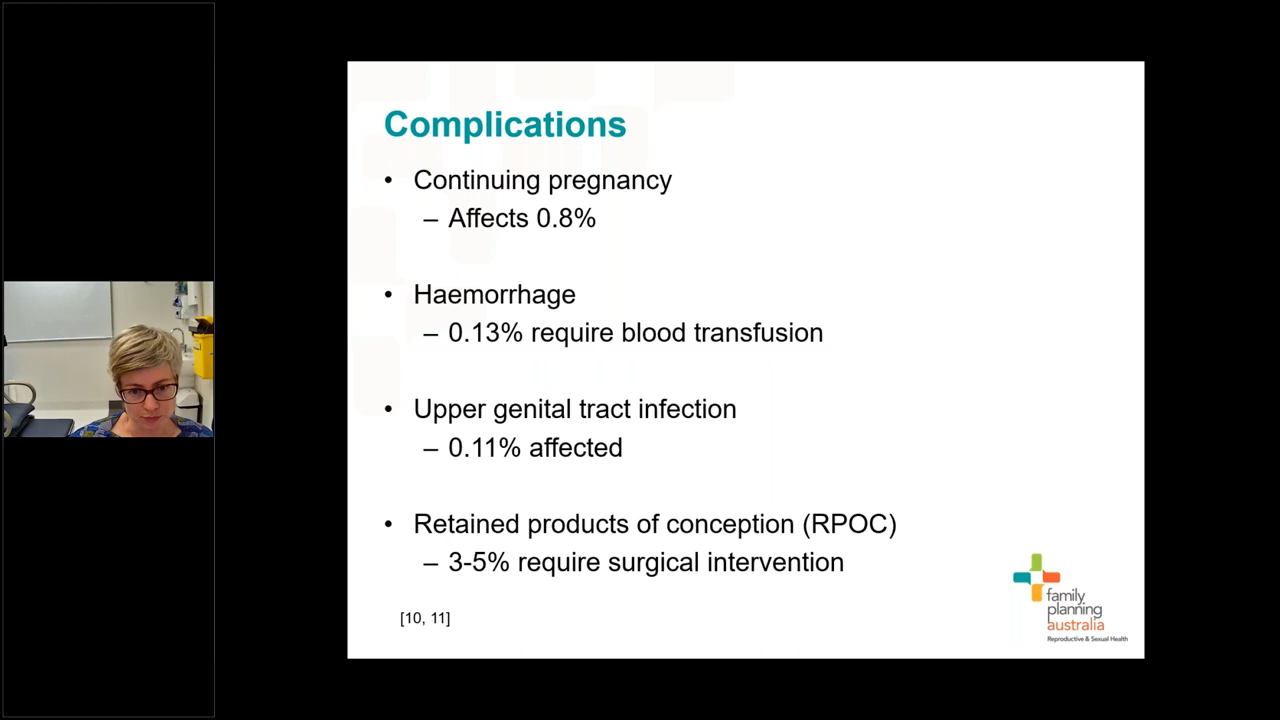 Complications
• Continuing pregnancy
– Affects 0.8%
• Haemorrhage
– 0.13% require blood transfusion
• Upper genital tract infection
– 0.11% affected
• Retained products of conception (RPOC)
– 3-5% require surgical intervention
[10, 11]
family
planning
australia
Reproductive & Sexual Health